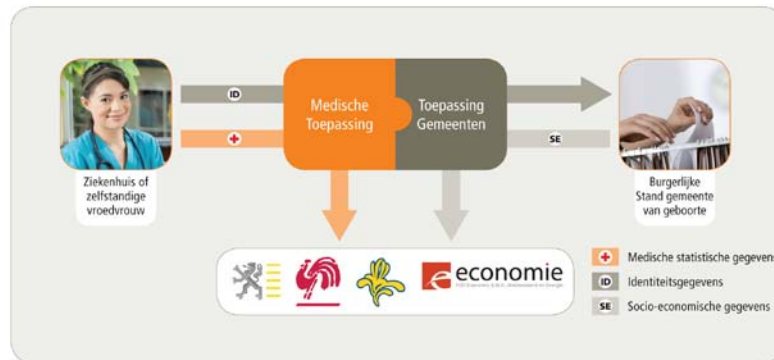 ID
Medische
Toepassing
Toepassing
Gemeenten
SE
Ziekenhuis of
zelfstandige
vroedvrouw
Burgerlijke
Stand gemeente
van geboorte
economie
Medische statistische gegevens
ID Identiteitsgegevens
SE Socio-economische gegevens